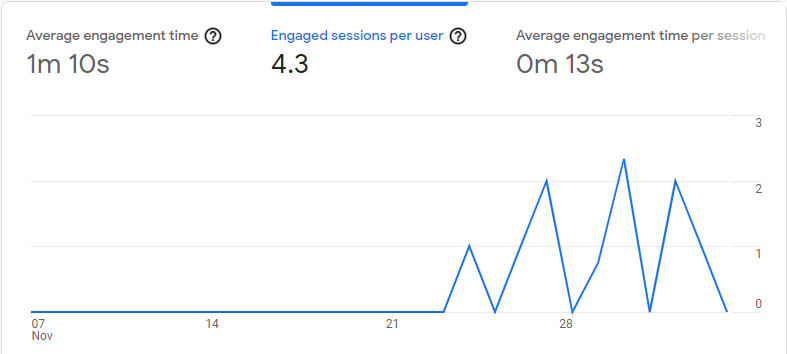 Average engagement time ?
Engaged sessions per user ?
Average engagement time per session
1m 10s
4.3
0m 13s
3
2
1
0
07
Nov
14
21
28